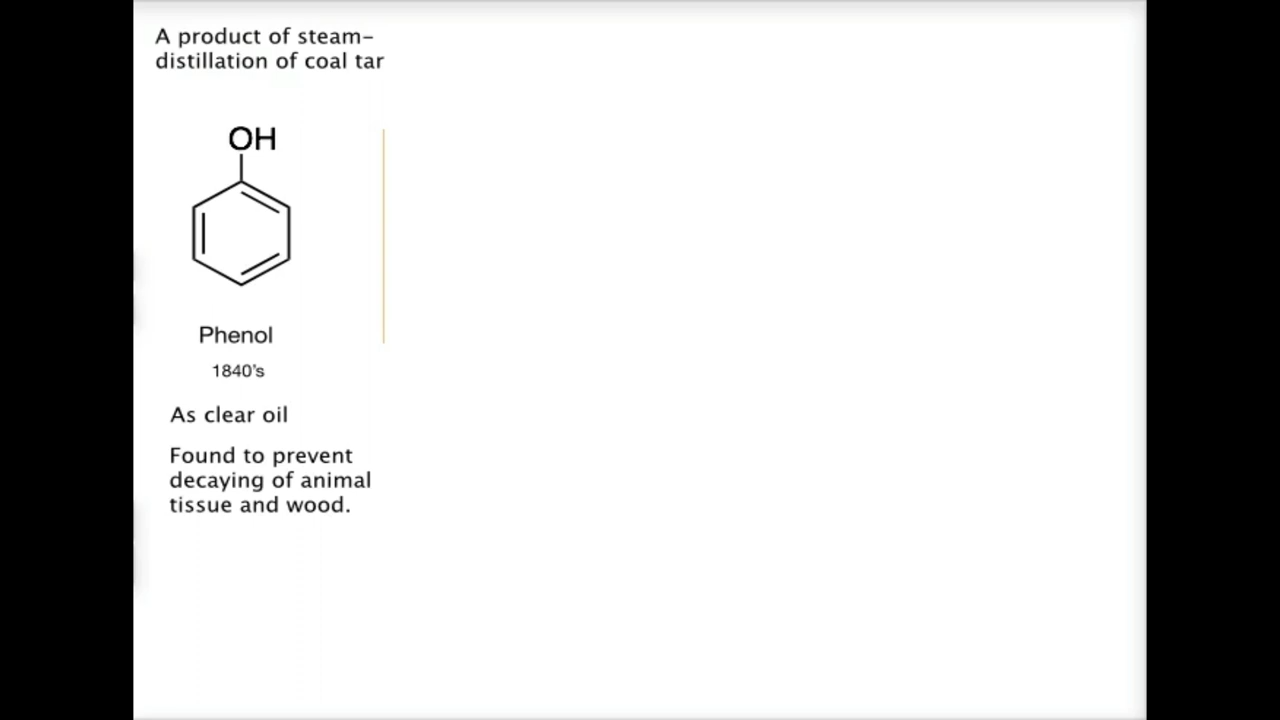 A product of steam-
distillation of coal tar
OH
Phenol
1840's
As clear oil
Found to prevent
decaying of animal
tissue and wood.